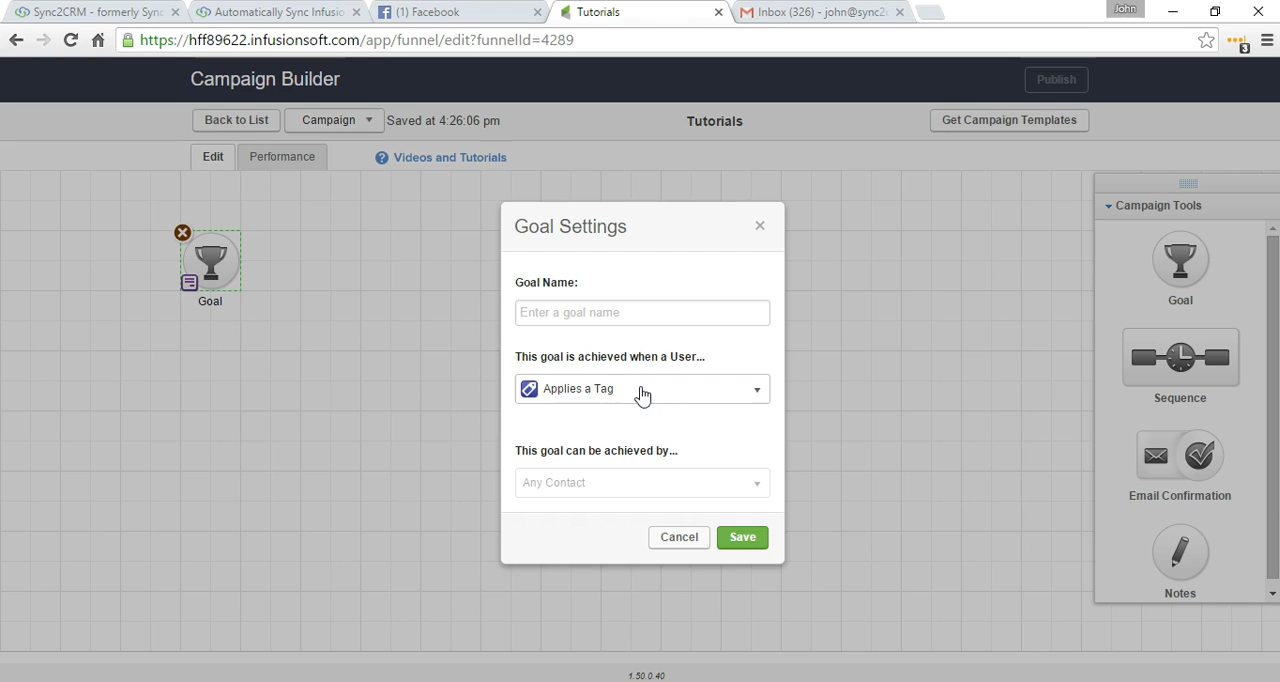 Sync2CRM - formerly Sync
Automatically Sync Infusio
(1) Facebook
Tutorials
Inbox (326) - john@sync2c
John
https://hff89622.infusionsoft.com/app/funnel/edit?funnelId=4289
3
Campaign Builder
Publish
Back to List
Campaign
Saved at 4:26:06 pm
Tutorials
Get Campaign Templates
Edit
Performance
? Videos and Tutorials
Goal
Goal Settings
Goal Name:
Enter a goal name
This goal is achieved when a User...
Applies a Tag
This goal can be achieved by...
Any Contact
Cancel
Save
Campaign Tools
Goal
Sequence
Email Confirmation
Notes
1.50.0.40